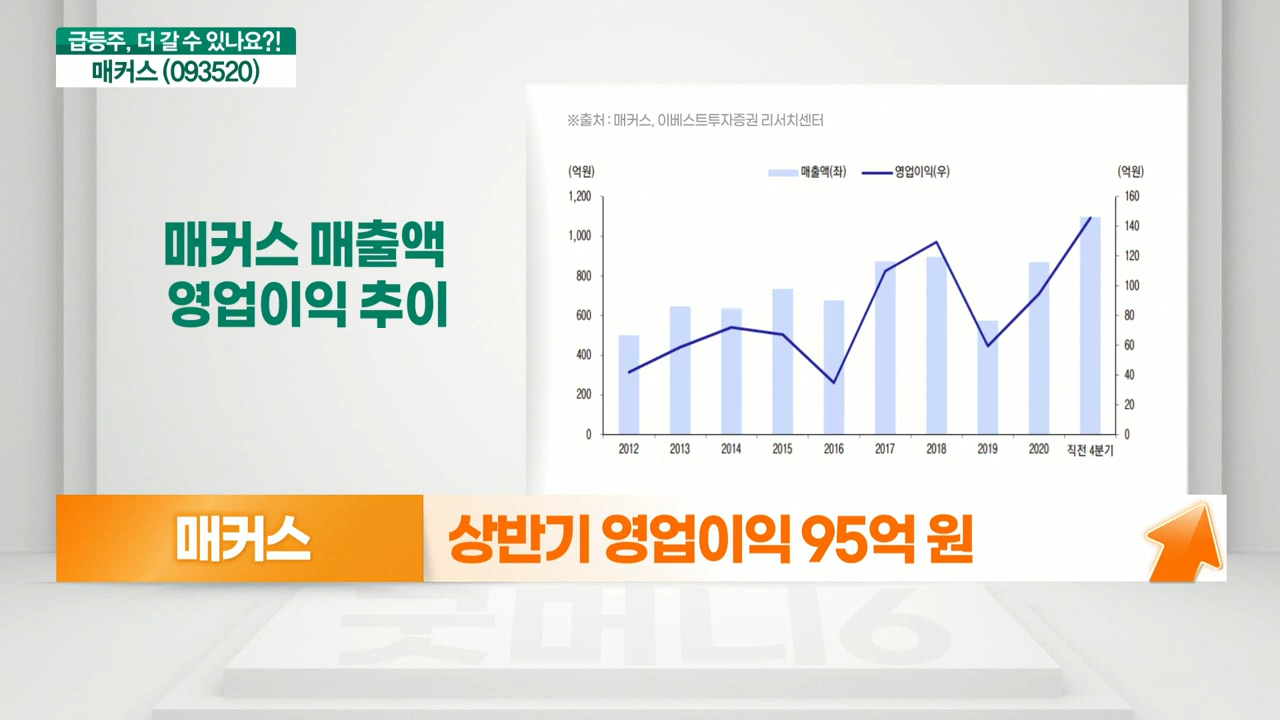 급등주, 더 갈 수 있나요?!
매커스 (093520)
※출처 : 매커스, 이베스트투자증권 리서치센터
매커스 매출액
영업이익 추이
(억원)
매출액(좌)
영업이익(우)
(억원)
1,200
1,000
800
600
400
200
0
160
140
120
100
80
60
40
20
0
2012 2013 2014 2015 2016 2017 2018 2019 2020 직전 4분기
매커스
상반기 영업이익 95억 원
굿머니6